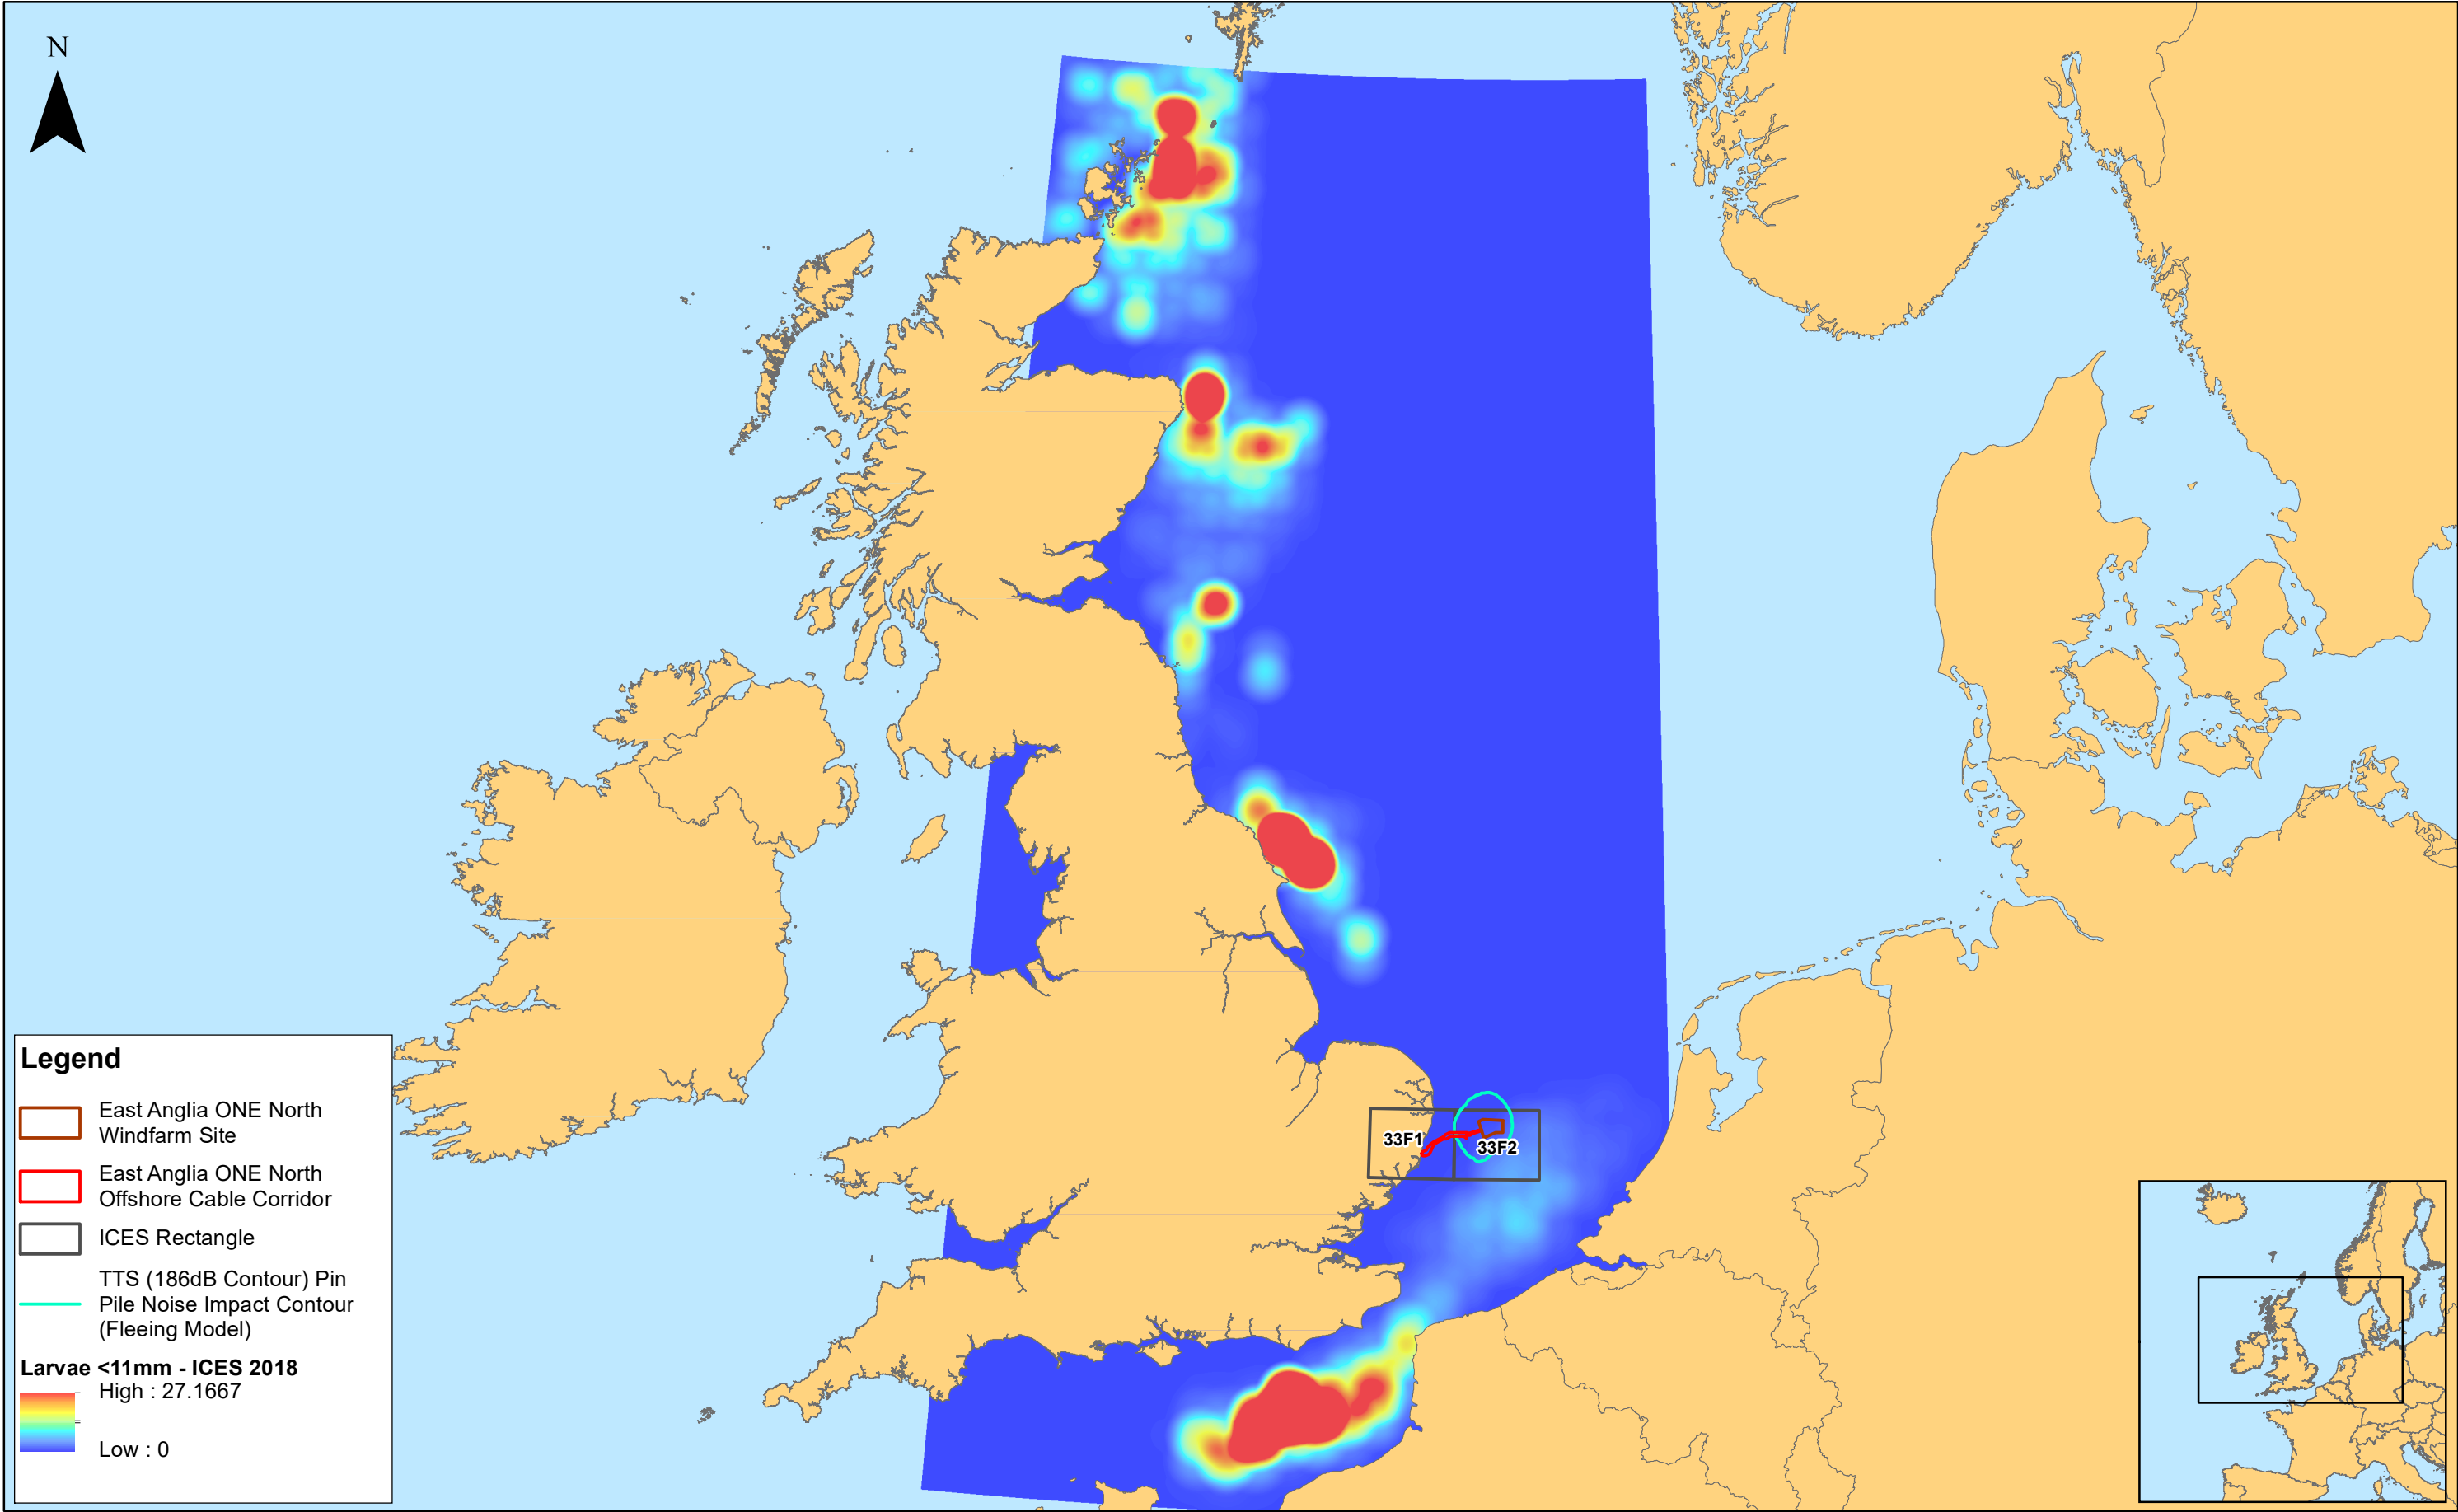 N
33F1
33F2
Legend
East Anglia ONE North
Windfarm Site
East Anglia ONE North
Offshore Cable Corridor
ICES Rectangle
TTS (186dB Contour) Pin
Pile Noise Impact Contour
(Fleeing Model)
Larvae <11mm - ICES 2018
High : 27.1667
Low : 0